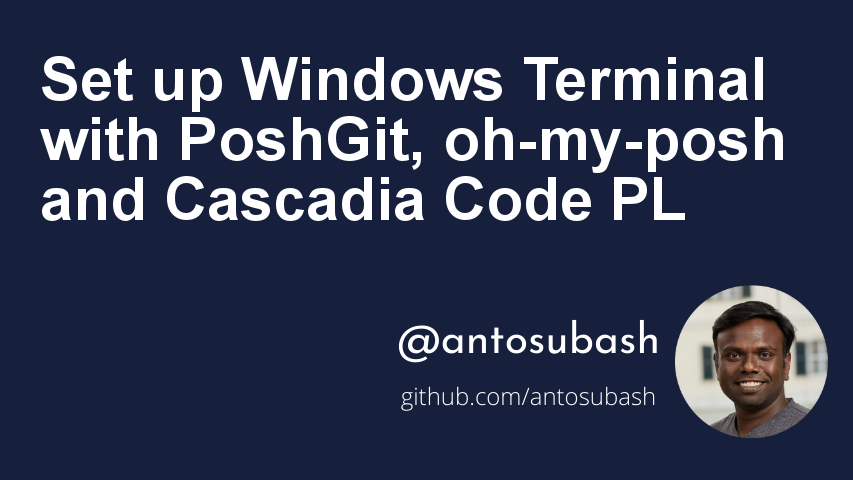 Set up Windows Terminal
with PoshGit, oh-my-posh
and Cascadia Code PL
@antosubash
github.com/antosubash